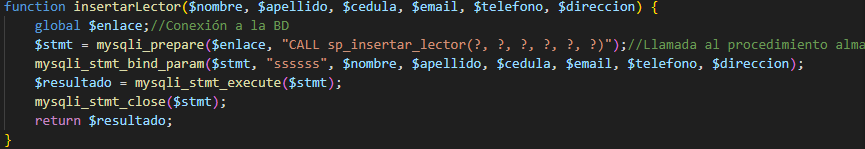 function insertarLector($nombre, $apellido, $cedula, $email, $telefono, $direccion) {
global $enlace;//Conexión a la BD
$stmt = mysqli_prepare($enlace, "CALL sp_insertar_lector(?, ?, ?, ?, ?, ?)");//Llamada al procedimiento alma
mysqli_stmt_bind_param($stmt, "ssssss", $nombre, $apellido, $cedula, $email, $telefono, $direccion);
$resultado = mysqli_stmt_execute($stmt);
mysqli_stmt_close($stmt);
return $resultado;
}